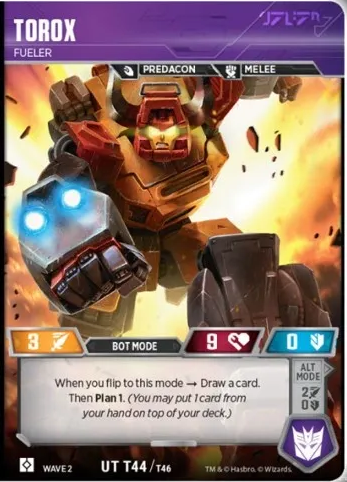 TOROX
FUELER
PREDACON MELEE
3 BOT MODE 9 0
ALT
MODE
2
0
When you flip to this mode → Draw a card.
Then Plan 1. (You may put 1 card from
your hand on top of your deck.)
WAVE 2 UT T44 / T46 TM & © Hasbro. © Wizards.